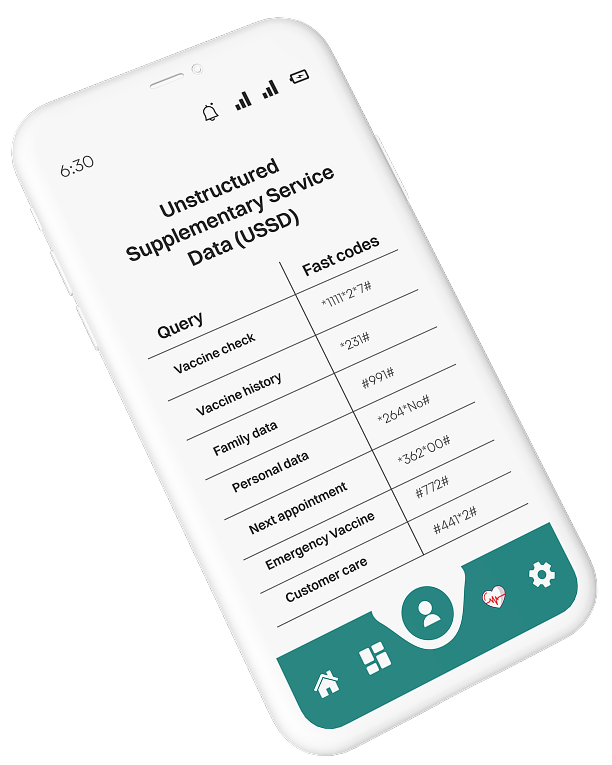 6:30
Unstructured
Supplementary Service
Data (USSD)
Query Fast codes
Vaccine check *1111*2*7#
Vaccine history *231#
Family data #991#
Personal data *264*No#
Next appointment *362*00#
Emergency Vaccine #772#
Customer care #441*2#